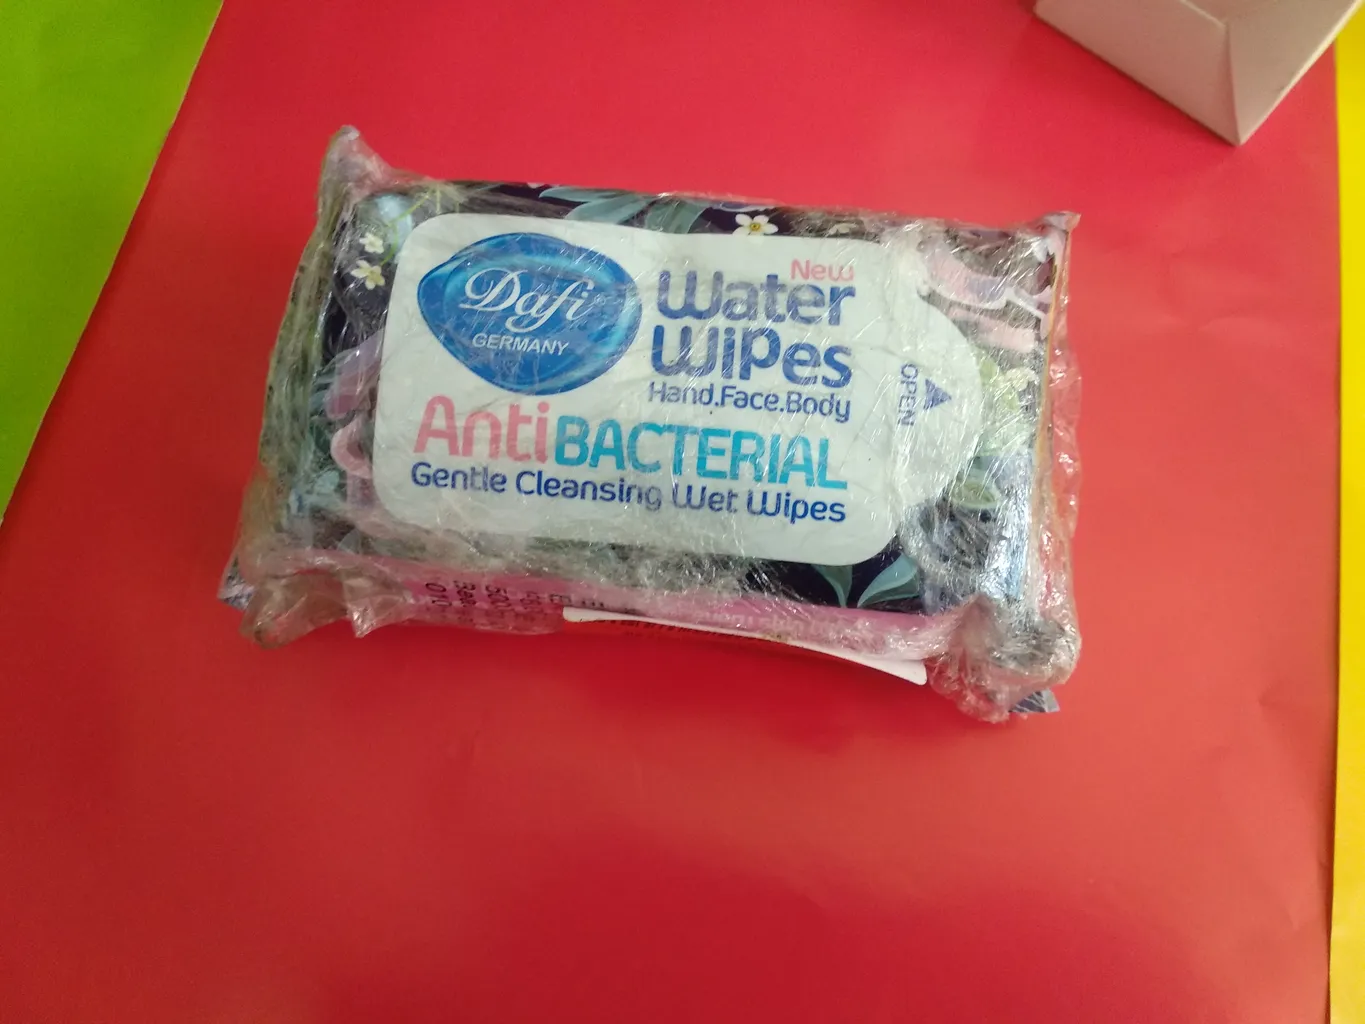 Dafi
GERMANY
New
Water
Wipes
Hand.Face.Body
AntiBACTERIAL
Gentle Cleansing Wet Wipes
OPEN